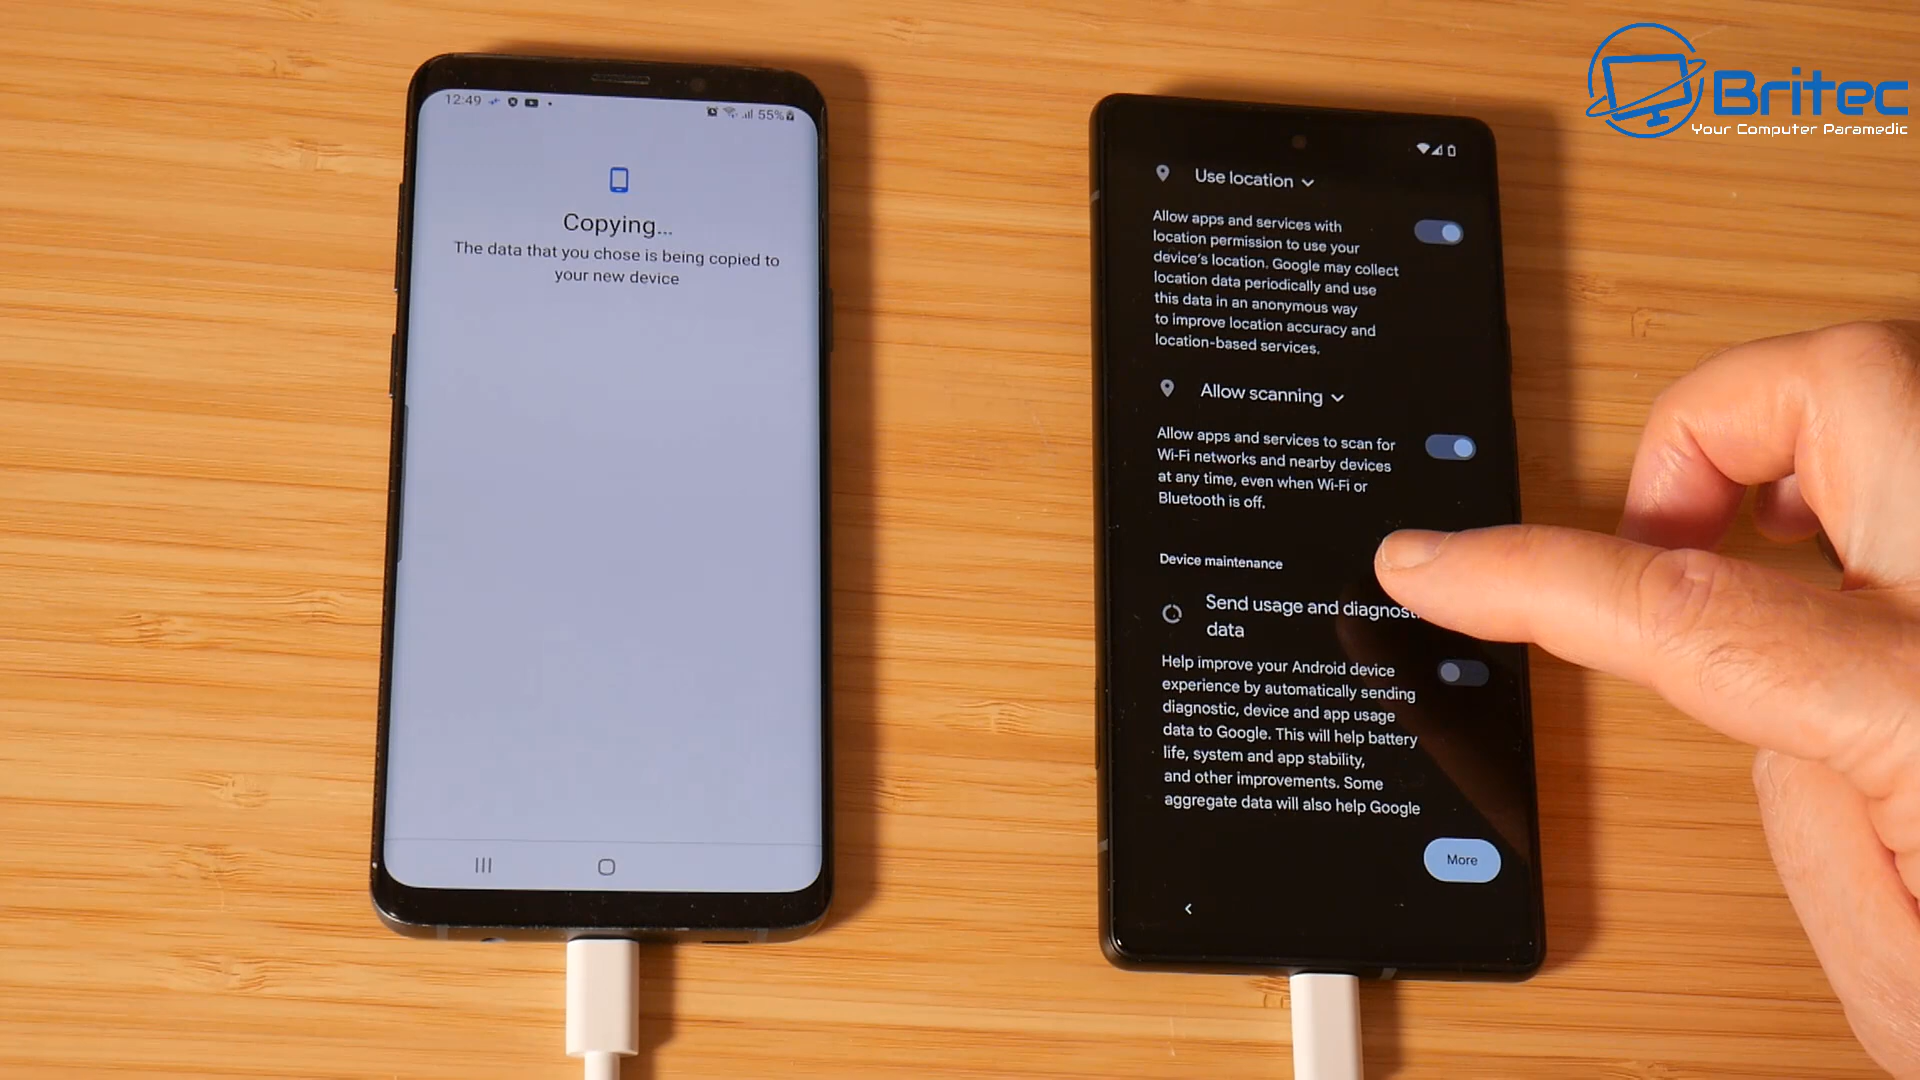 Britec
Your Computer Paramedic
12:49
55%
Copying...
The data that you chose is being copied to
your new device
Use location
Allow apps and services with
location permission to use your
device's location. Google may collect
location data periodically and use
this data in an anonymous way
to improve location accuracy and
location-based services.
Allow scanning
Allow apps and services to scan for
Wi-Fi networks and nearby devices
at any time, even when Wi-Fi or
Bluetooth is off.
Device maintenance
Send usage and
data
Help improve your Android device
experience by automatically sending
diagnostic, device and app usage
data to Google. This will help battery
life, system and app stability,
and other improvements. Some
aggregate data will also help Google
More